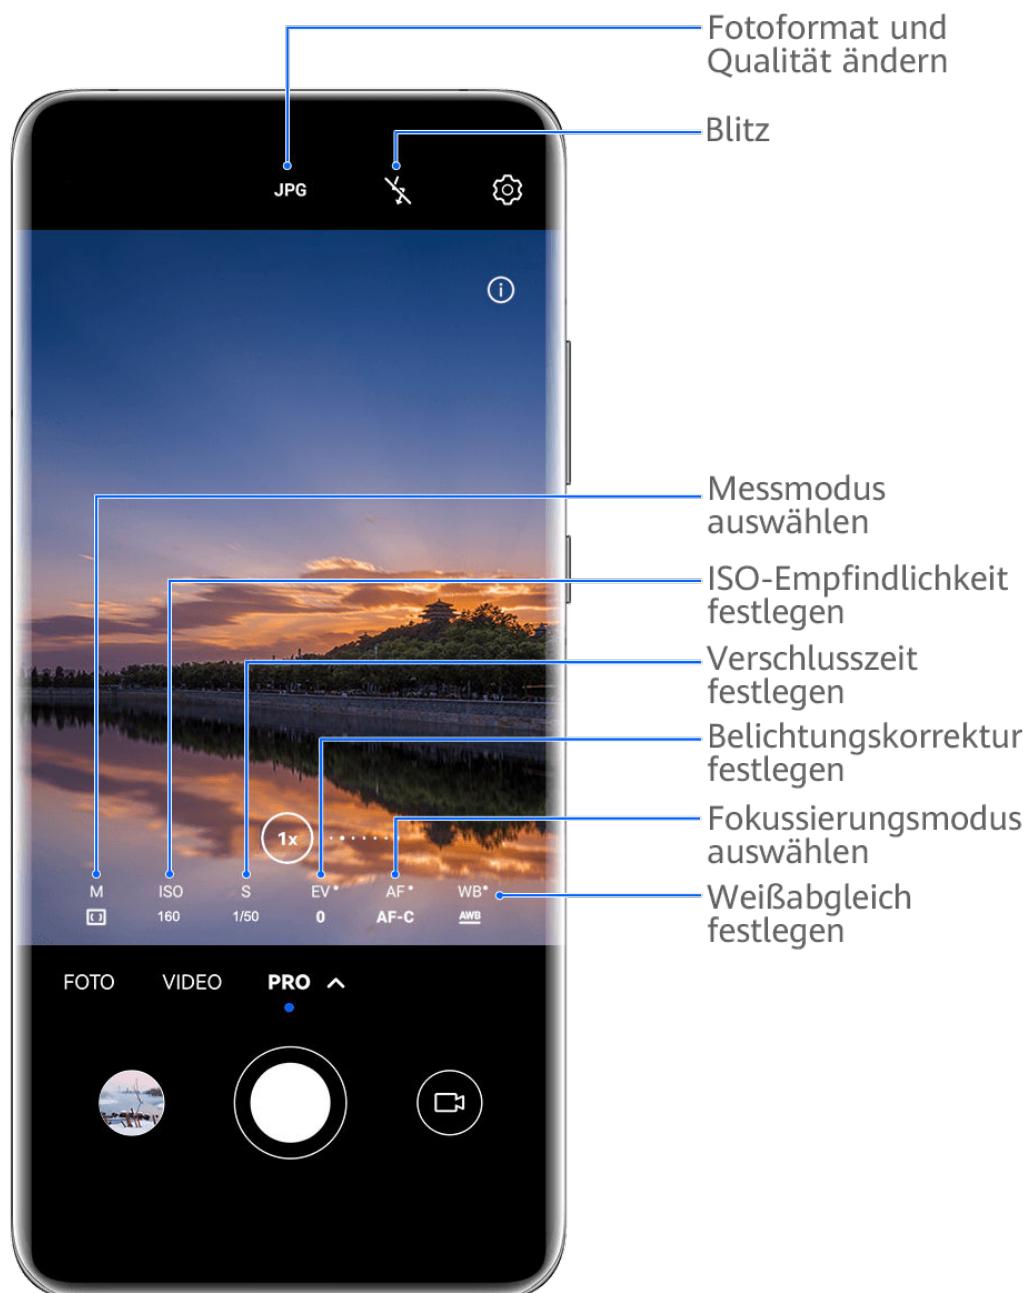 Fotoformat und
Qualität ändern
Blitz
JPG
Messmodus
auswählen
ISO-Empfindlichkeit
festlegen
Verschlusszeit
festlegen
Belichtungskorrektur
festlegen
Fokussierungsmodus
auswählen
Weißabgleich
festlegen
1x
M ISO S EV AF WB
160 1/50 0 AF-C AWB
FOTO VIDEO PRO